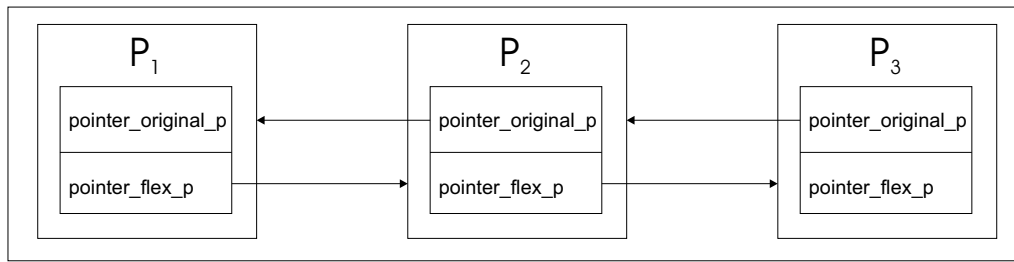 P1 P2 P3
pointer_original_p pointer_original_p pointer_original_p
pointer_flex_p pointer_flex_p pointer_flex_p